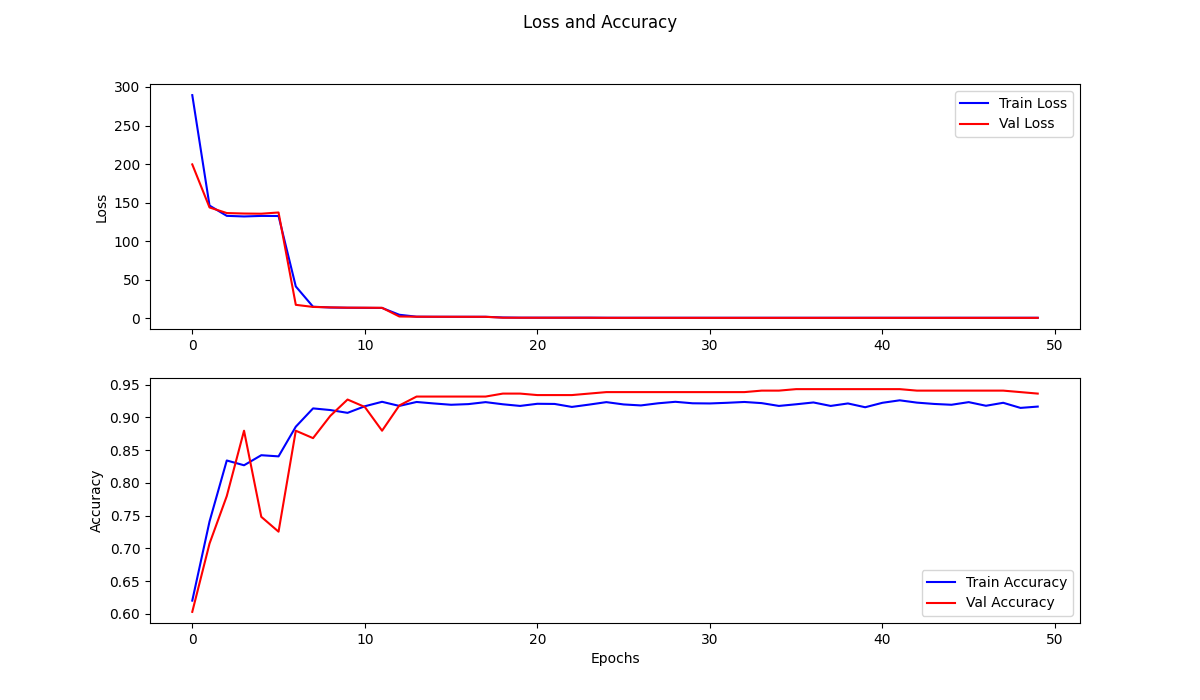 Loss and Accuracy
300
250
200
150
100
50
0
Loss
Train Loss
Val Loss
0 10 20 30 40 50
0.95
0.90
0.85
0.80
0.75
0.70
0.65
0.60
Accuracy
Train Accuracy
Val Accuracy
0 10 20 30 40 50
Epochs